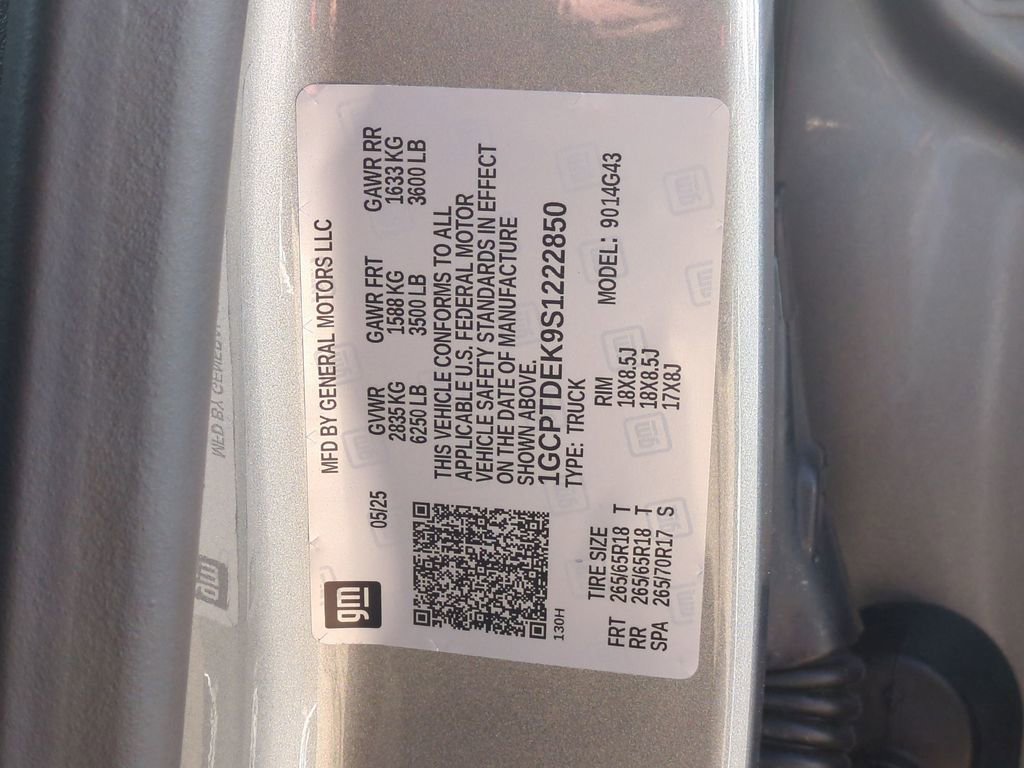 gm
MFD BY GENERAL MOTORS LLC
05/25
GVWR GAWR FRT GAWR RR
2835KG 1588 KG 1633 KG
6250 LB 3500 LB 3600 LB
THIS VEHICLE CONFORMS TO ALL
APPLICABLE U.S. FEDERAL MOTOR
VEHICLE SAFETY STANDARDS IN EFFECT
ON THE DATE OF MANUFACTURE
SHOWN ABOVE.
1GCPTDEK9S1222850
TYPE: TRUCK MODEL: 9014G43
130H
TIRE SIZE RIM
FRT 265/65R18 T 18X8.5J
RR 265/65R18 T 18X8.5J
SPA 265/70R17 S 17X8J